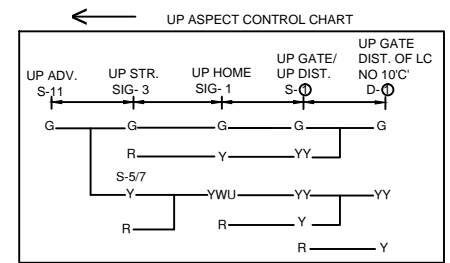 UP ASPECT CONTROL CHART
UP ADV.
S-11
UP STR.
SIG- 3
UP HOME
SIG- 1
UP GATE/
UP DIST.
S-1
UP GATE
DIST. OF LC
NO 10'C'
D-1
G G G G G
R Y YY
S-5/7
Y YWU YY YY
R R Y
R Y